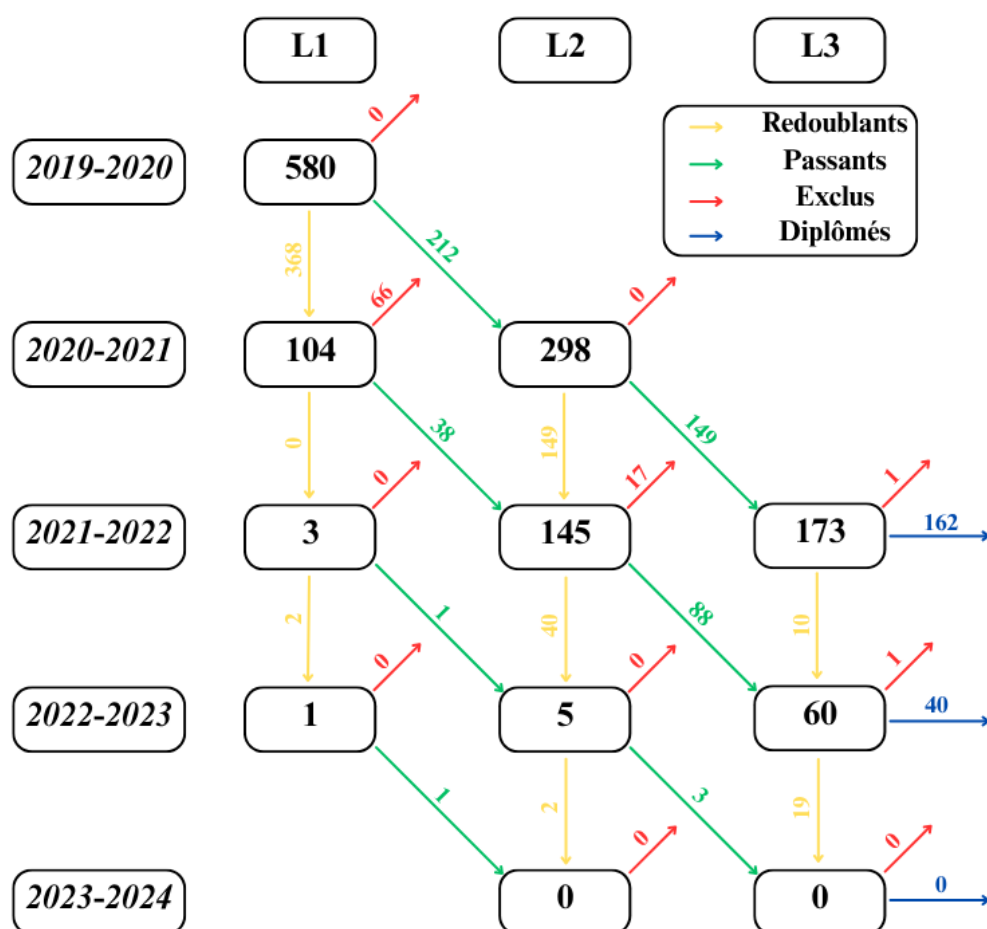 L1 L2 L3
0
Redoublants
Passants
Exclus
Diplômés
2019-2020 580
368 212
66 0
2020-2021 104 298
0 38 149 149
0 17 1
2021-2022 3 145 173 162
2 1 40 88 10
0 0 1
2022-2023 1 5 60 40
1 2 3 19
0 0
2023-2024 0 0 0